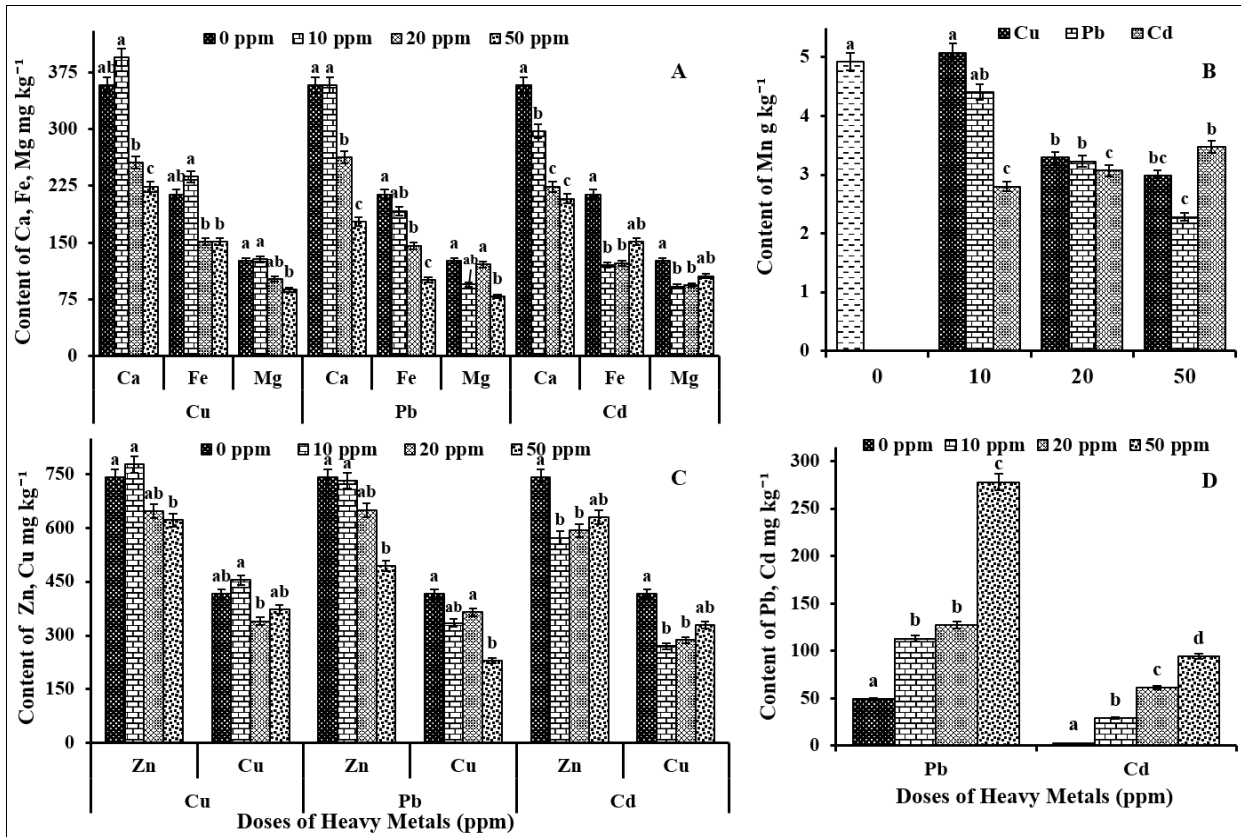 0 ppm 10 ppm 20 ppm 50 ppm
A
Content of Ca, Fe, Mg mg kg⁻¹
375
300
225
150
75
0
ab a b c ab a b b a a ab b
a a b c a ab b c a ab a b
a b c c a b b ab a b b ab
Ca Fe Mg Ca Fe Mg Ca Fe Mg
Cu Pb Cd
Cu Pb Cd
B
Content of Mn g kg⁻¹
5
4
3
2
1
0
a a ab c b b c bc c b
0 10 20 50
0 ppm 10 ppm 20 ppm 50 ppm
C
Content of Zn, Cu mg kg⁻¹
750
600
450
300
150
0
a a ab b ab a b ab
a a ab b a ab a b
a b b ab a b b ab
Zn Cu Zn Cu Zn Cu
Cu Pb Cd
Doses of Heavy Metals (ppm)
0 ppm 10 ppm 20 ppm 50 ppm
D
Content of Pb, Cd mg kg⁻¹
300
250
200
150
100
50
0
a b b c a b c d
Pb Cd
Doses of Heavy Metals (ppm)